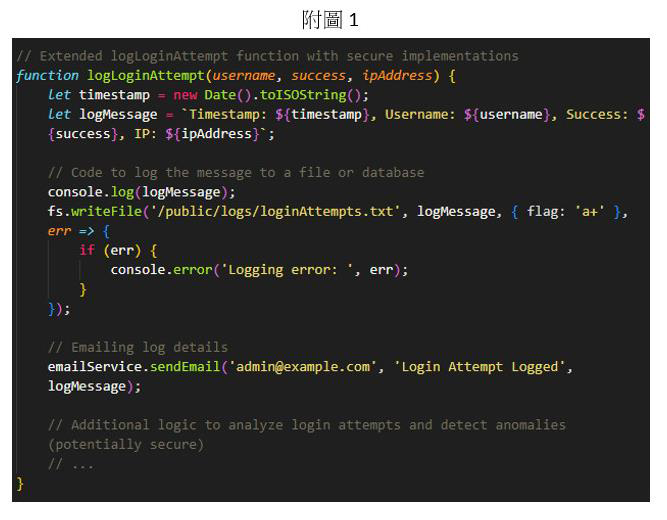 附圖 1
// Extended logLoginAttempt function with secure implementations
function logLoginAttempt(username, success, ipAddress) {
    let timestamp = new Date().toISOString();
    let logMessage = `Timestamp: ${timestamp}, Username: ${username}, Success: $
    {success}, IP: ${ipAddress}`;
    // Code to log the message to a file or database
    console.log(logMessage);
    fs.writeFile('/public/logs/loginAttempts.txt', logMessage, { flag: 'a+' },
    err => {
        if (err) {
            console.error('Logging error: ', err);
        }
    });
    // Emailing log details
    emailService.sendEmail('admin@example.com', 'Login Attempt Logged',
    logMessage);
    // Additional logic to analyze login attempts and detect anomalies
    (potentially secure)
    // ...
}